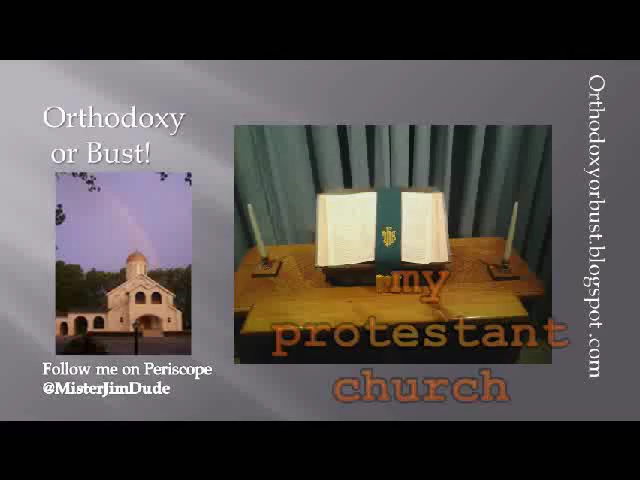 Orthodoxy
or Bust!
Follow me on Periscope
@MisterJimDude
my
protestant
church
Orthodoxyorbust.blogspot .com